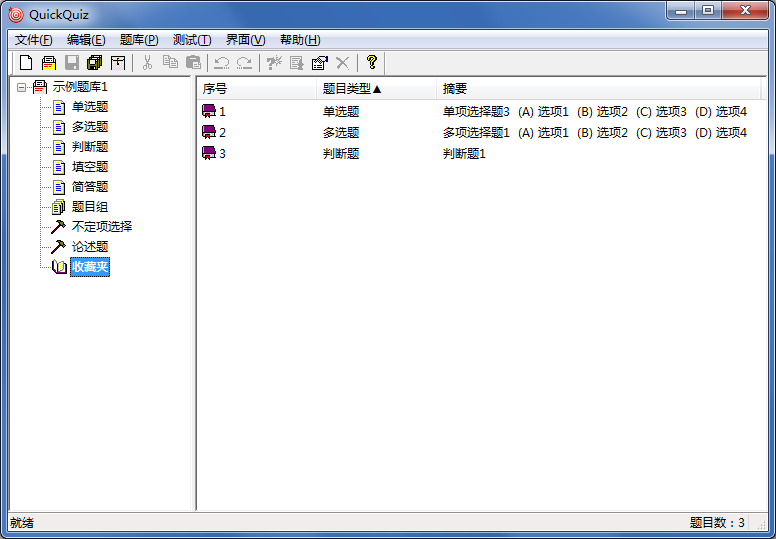 QuickQuiz
文件(F) 编辑(E) 题库(P) 测试(T) 界面(V) 帮助(H)
示例题库1
单选题
多选题
判断题
填空题
简答题
题目组
不定项选择
论述题
收藏夹
序号 题目类型▲ 摘要
1 单选题 单项选择题3 (A) 选项1 (B) 选项2 (C) 选项3 (D) 选项4
2 多选题 多项选择题1 (A) 选项1 (B) 选项2 (C) 选项3 (D) 选项4
3 判断题 判断题1
就绪 题目数：3